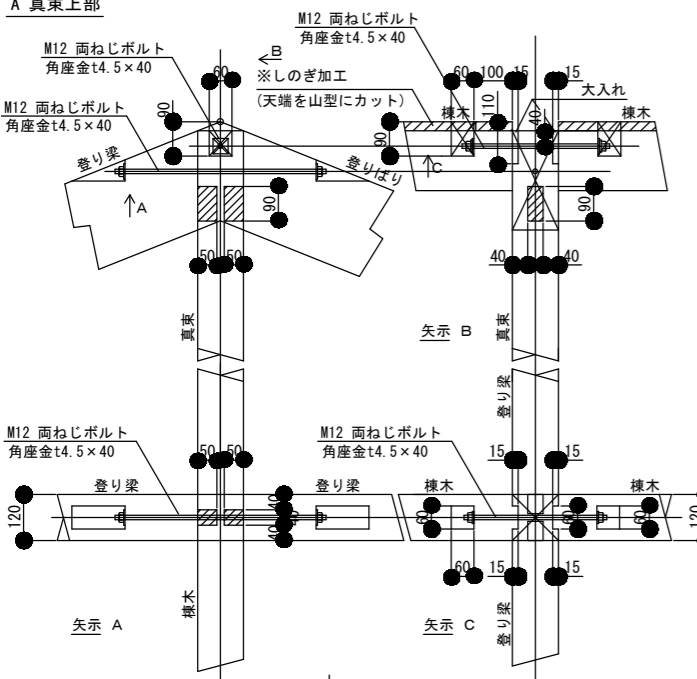 A 真束上部
M12 両ねじボルト
角座金t4.5×40
60
B
M12 両ねじボルト
角座金t4.5×40
※しのぎ加工
(天端を山型にカット)
60 100 15 15
大入れ
棟木
棟木
M12 両ねじボルト
角座金t4.5×40
90
登り梁
登りばり
A
90
50 50
90
110
40
C
90
40 40
真束
矢示 B
真束
登り梁
M12 両ねじボルト
角座金t4.5×40
50 50
登り梁
登り梁
120
40
40
40
棟木
矢示 A
M12 両ねじボルト
角座金t4.5×40
15 15
棟木
棟木
60
60
60
120
60
15 15
矢示 C
登り梁